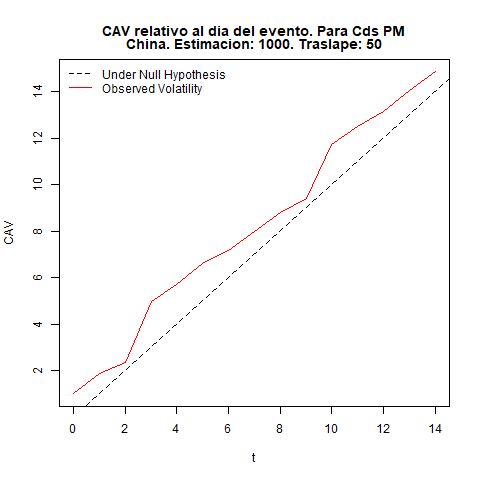 CAV relativo al dia del evento. Para Cds PM
China. Estimacion: 1000. Traslape: 50
Under Null Hypothesis
Observed Volatility
14
12
10
8
6
4
2
CAV
0 2 4 6 8 10 12 14
t